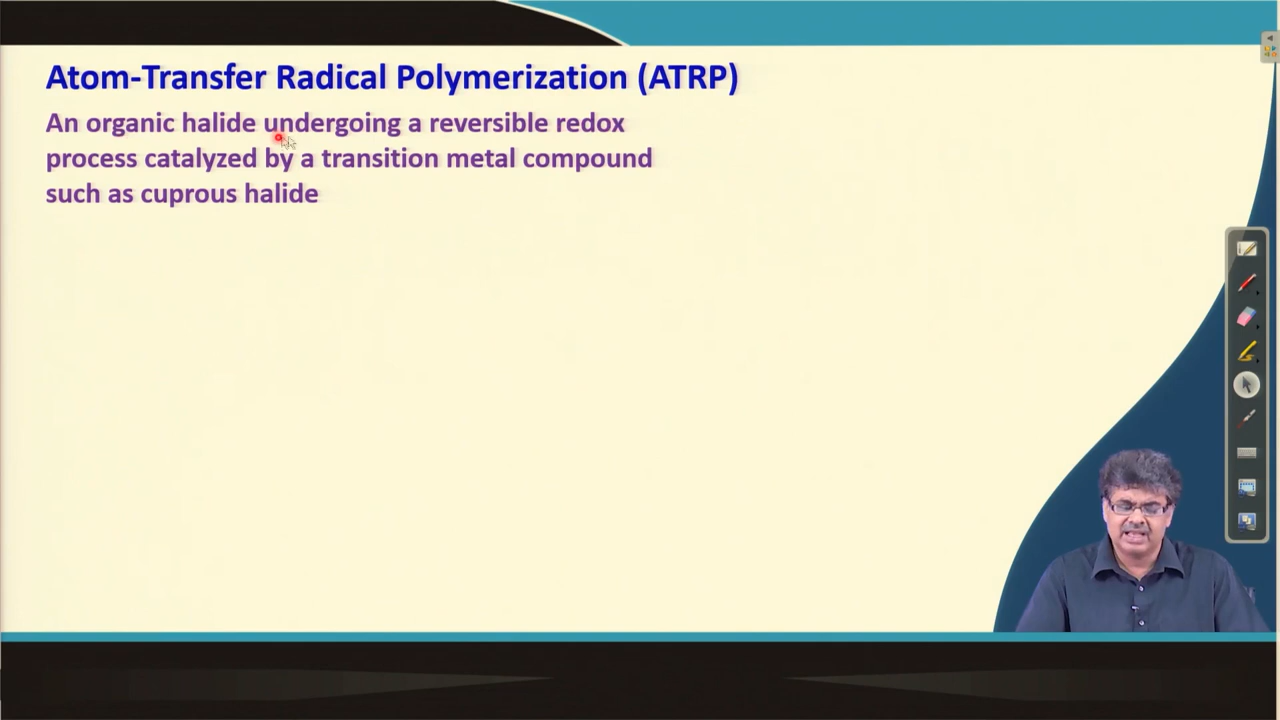 Atom-Transfer Radical Polymerization (ATRP)
An organic halide undergoing a reversible redox
process catalyzed by a transition metal compound
such as cuprous halide